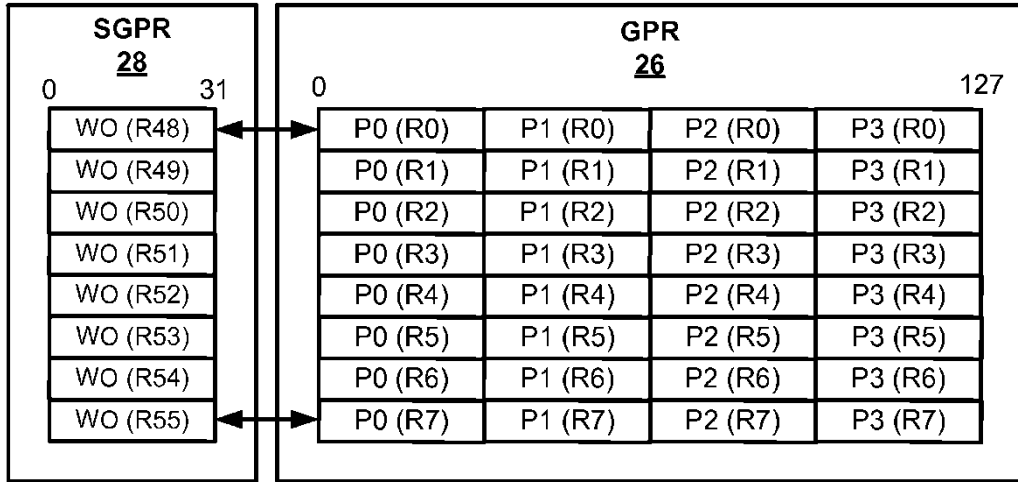 SGPR GPR
28 26
0 31 0 127
WO (R48) P0 (R0) P1 (R0) P2 (R0) P3 (R0)
WO (R49) P0 (R1) P1 (R1) P2 (R1) P3 (R1)
WO (R50) P0 (R2) P1 (R2) P2 (R2) P3 (R2)
WO (R51) P0 (R3) P1 (R3) P2 (R3) P3 (R3)
WO (R52) P0 (R4) P1 (R4) P2 (R4) P3 (R4)
WO (R53) P0 (R5) P1 (R5) P2 (R5) P3 (R5)
WO (R54) P0 (R6) P1 (R6) P2 (R6) P3 (R6)
WO (R55) P0 (R7) P1 (R7) P2 (R7) P3 (R7)